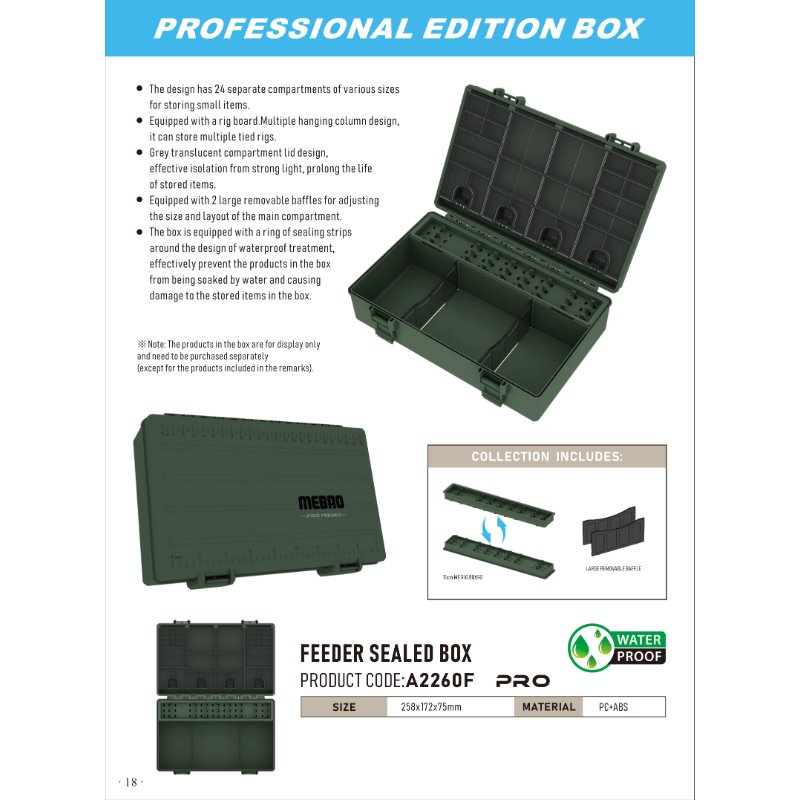 PROFESSIONAL EDITION BOX
● The design has 24 separate compartments of various sizes
for storing small items.
● Equipped with a rig board.Multiple hanging column design,
it can store multiple tied rigs.
● Grey translucent compartment lid design,
effective isolation from strong light, prolong the life
of stored items.
● Equipped with 2 large removable baffles for adjusting
the size and layout of the main compartment.
● The box is equipped with a ring of sealing strips
around the design of waterproof treatment,
effectively prevent the products in the box
from being soaked by water and causing
damage to the stored items in the box.
※Note: The products in the box are for display only
and need to be purchased separately
(except for the products included in the remarks).
MEBAO
PRO FEEDER
COLLECTION INCLUDES:
LARGE REMOVABLE BAFFLE
FEEDER SEALED BOX
PRODUCT CODE:A2260F PRO
WATER
PROOF
SIZE 258x172x75mm MATERIAL PC+ABS
· 18 ·